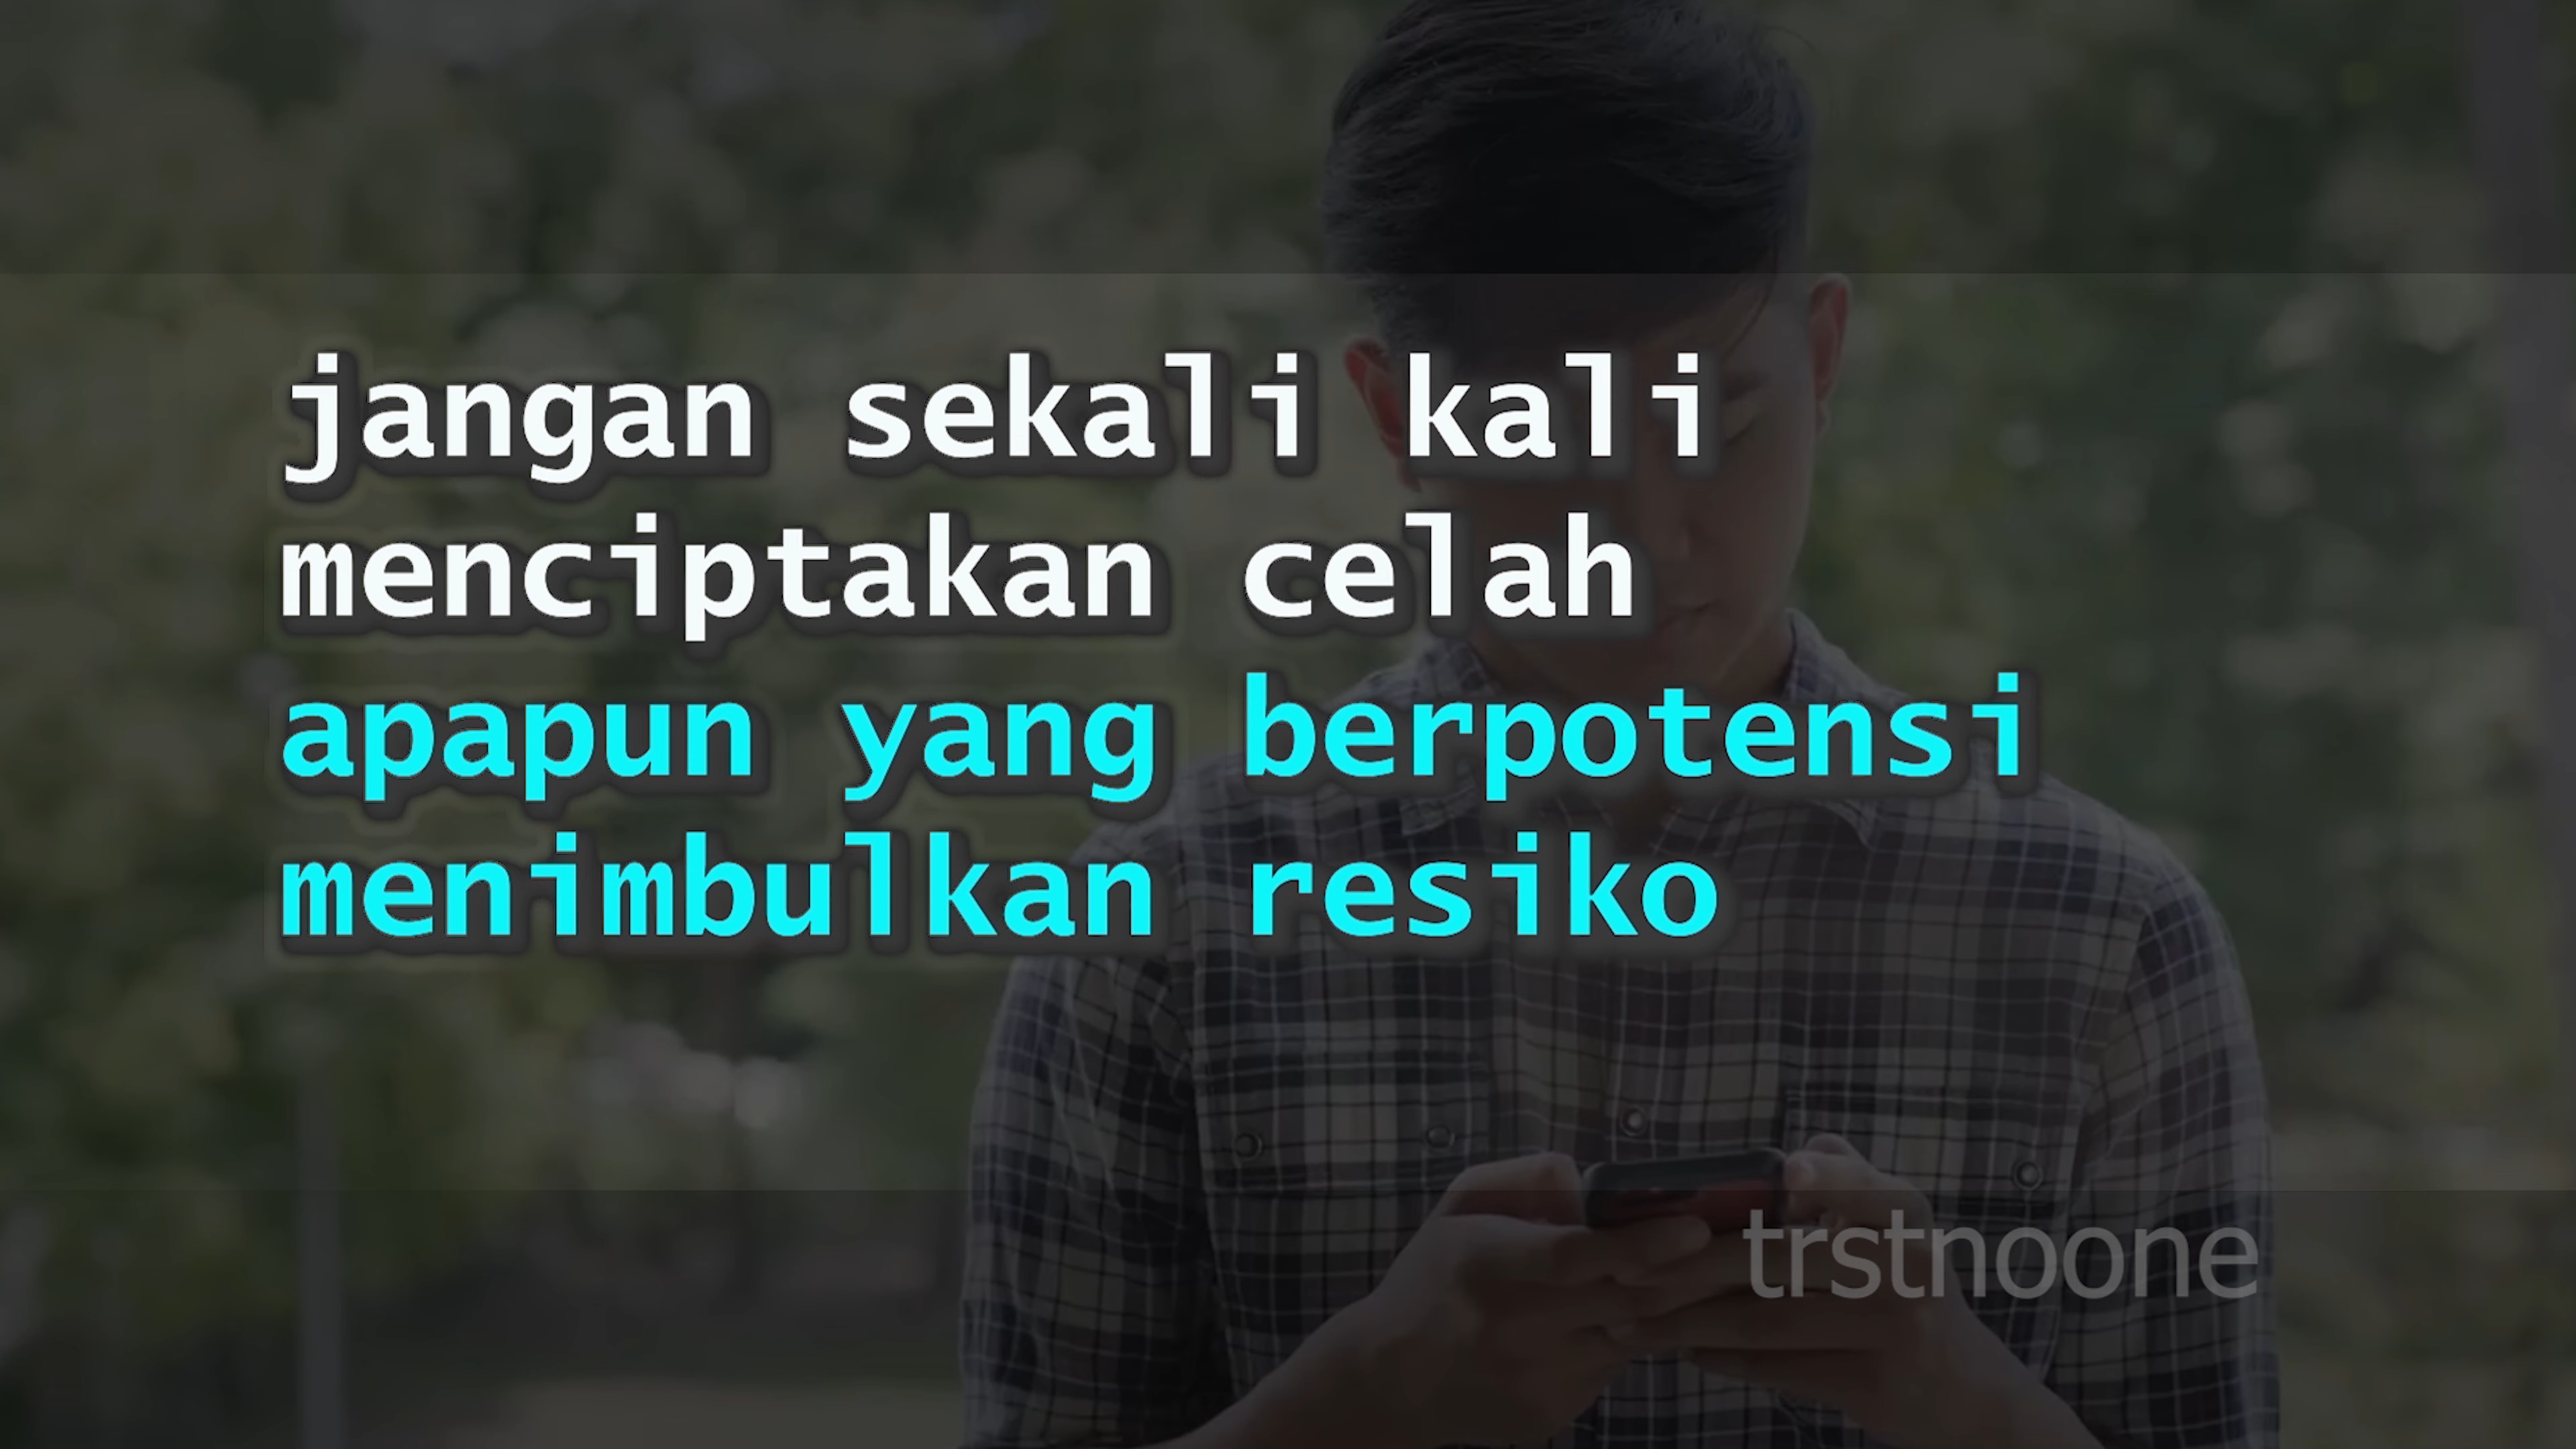 jangan sekali kali
menciptakan celah
apapun yang berpotensi
menimbulkan resiko
trstnoone